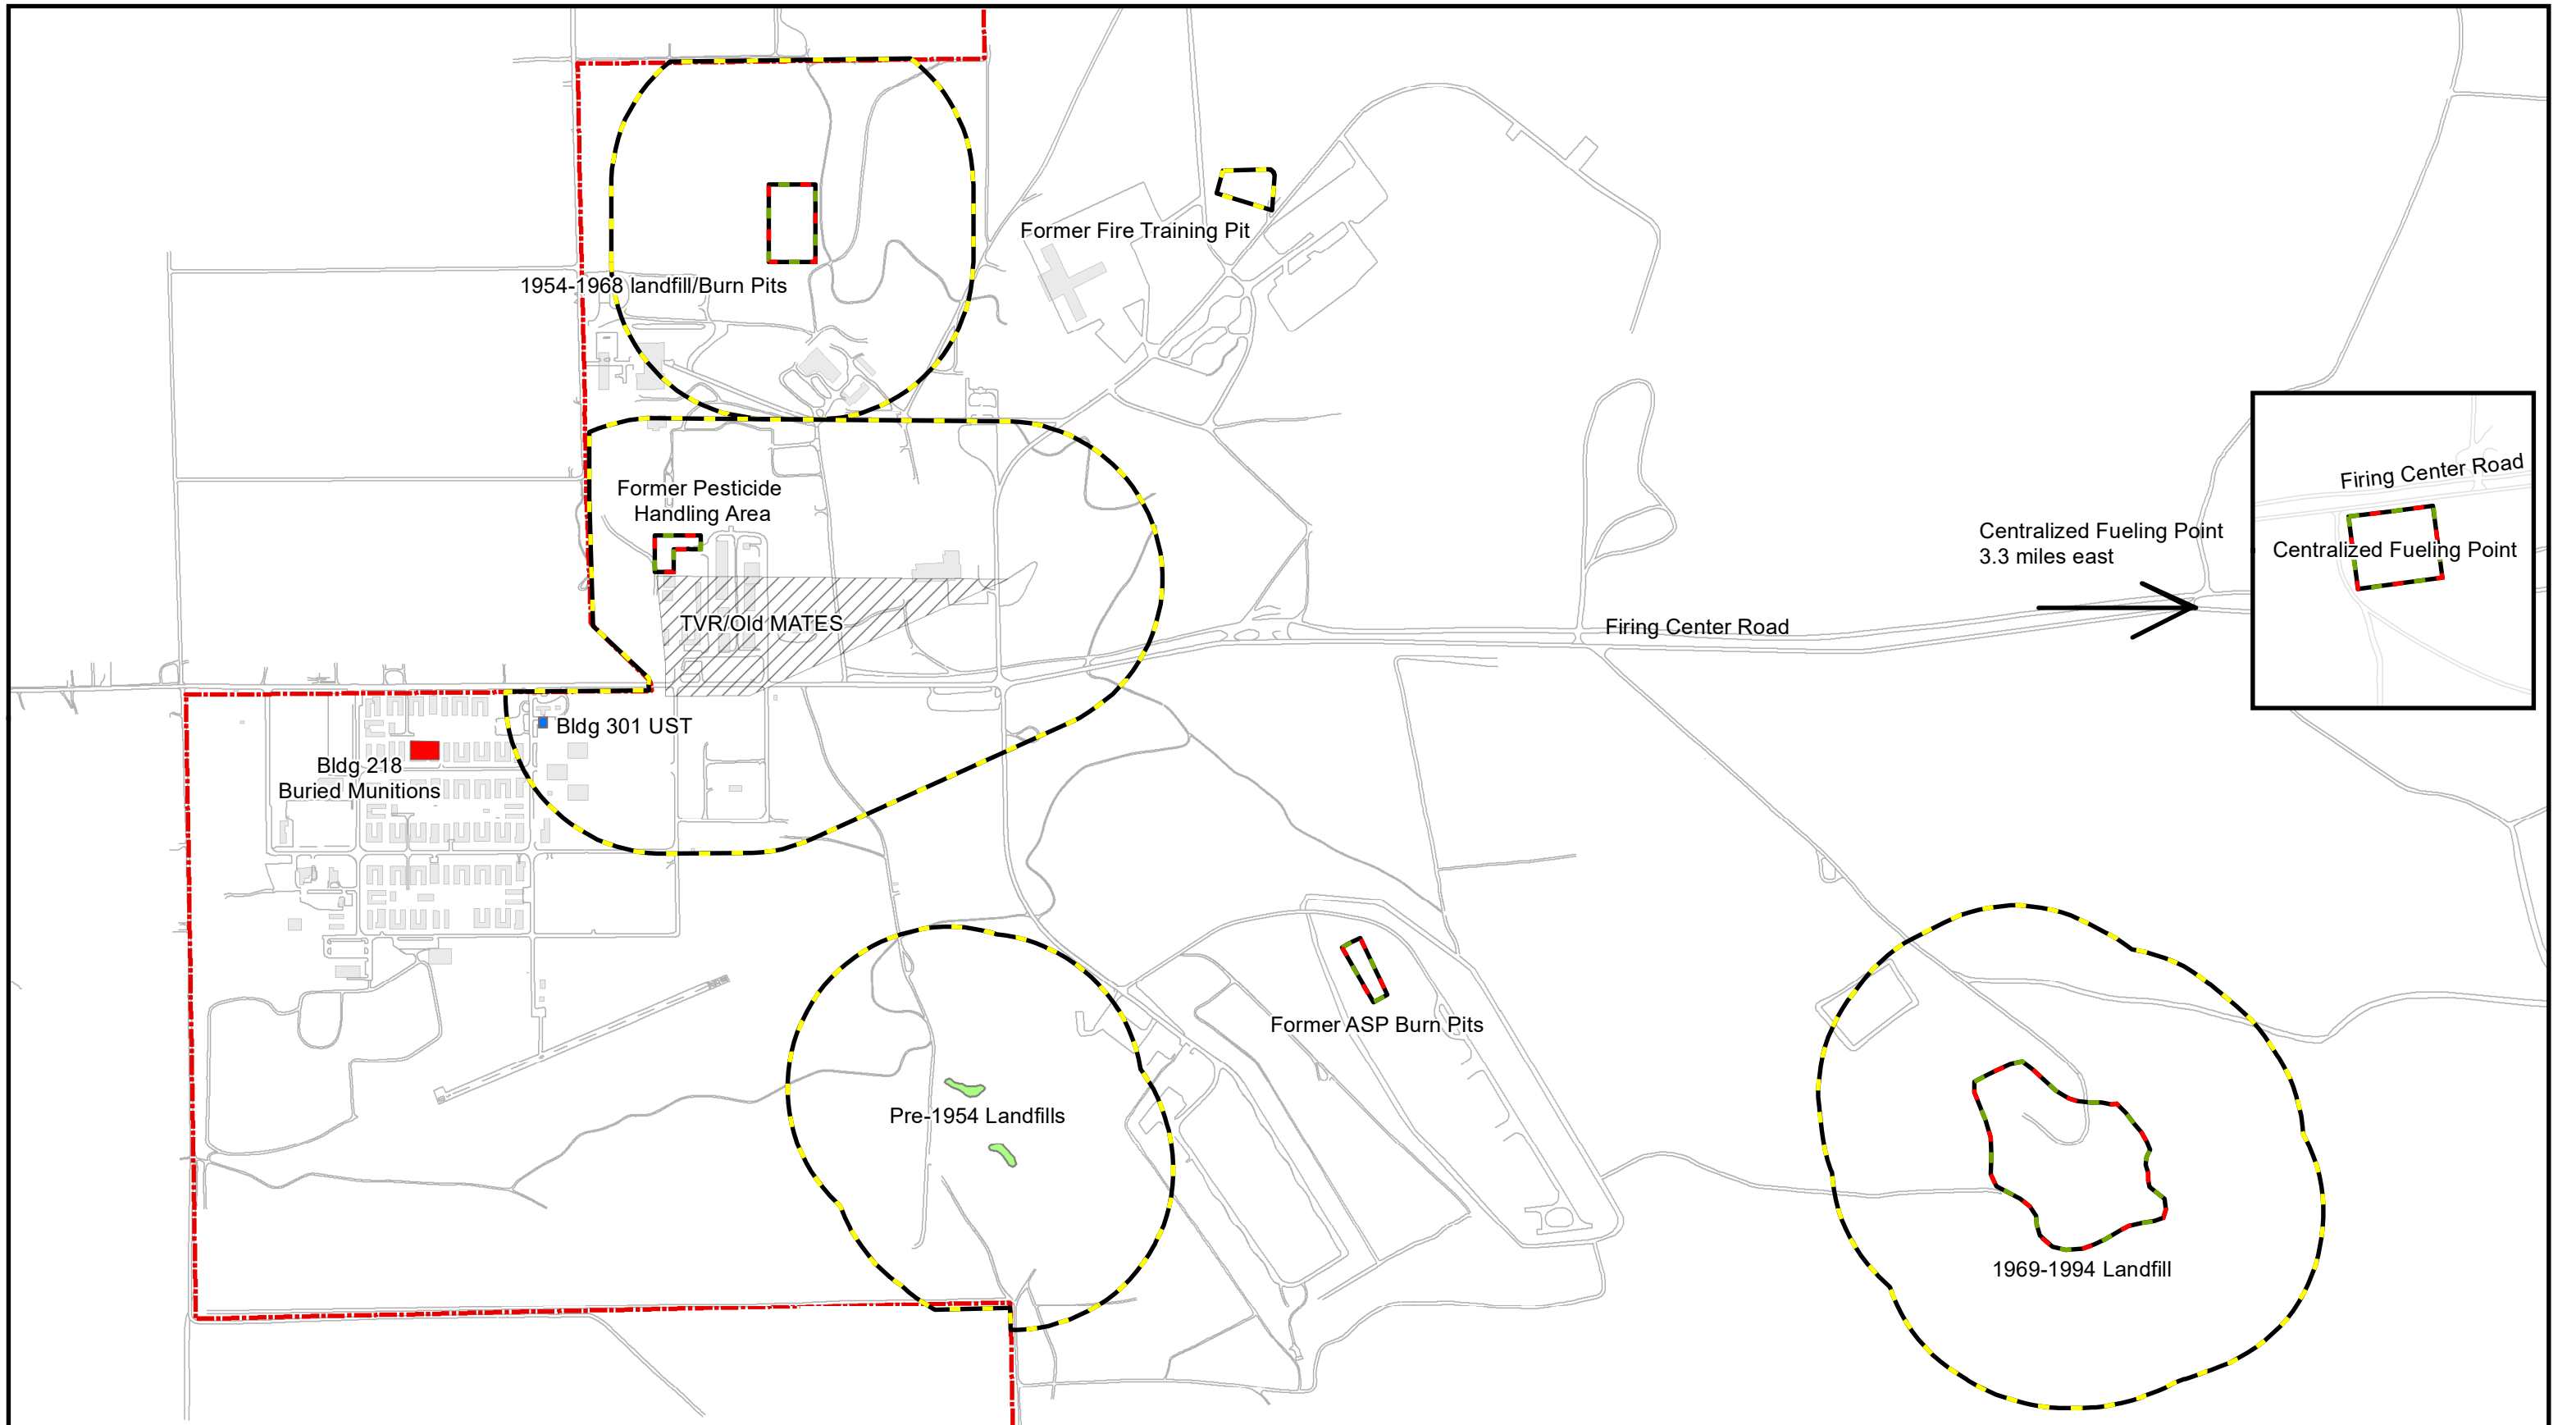 Former Fire Training Pit
1954-1968 landfill/Burn Pits
Firing Center Road
Former Pesticide
Handling Area
Centralized Fueling Point
3.3 miles east
Centralized Fueling Point
TVR/Old MATES
Firing Center Road
Bldg 301 UST
Bldg 218
Buried Munitions
Former ASP Burn Pits
Pre-1954 Landfills
1969-1994 Landfill